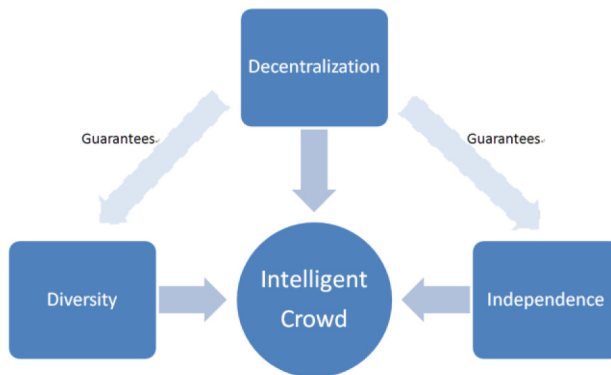 Decentralization
Guarantees
Guarantees
Diversity
Intelligent
Crowd
Independence